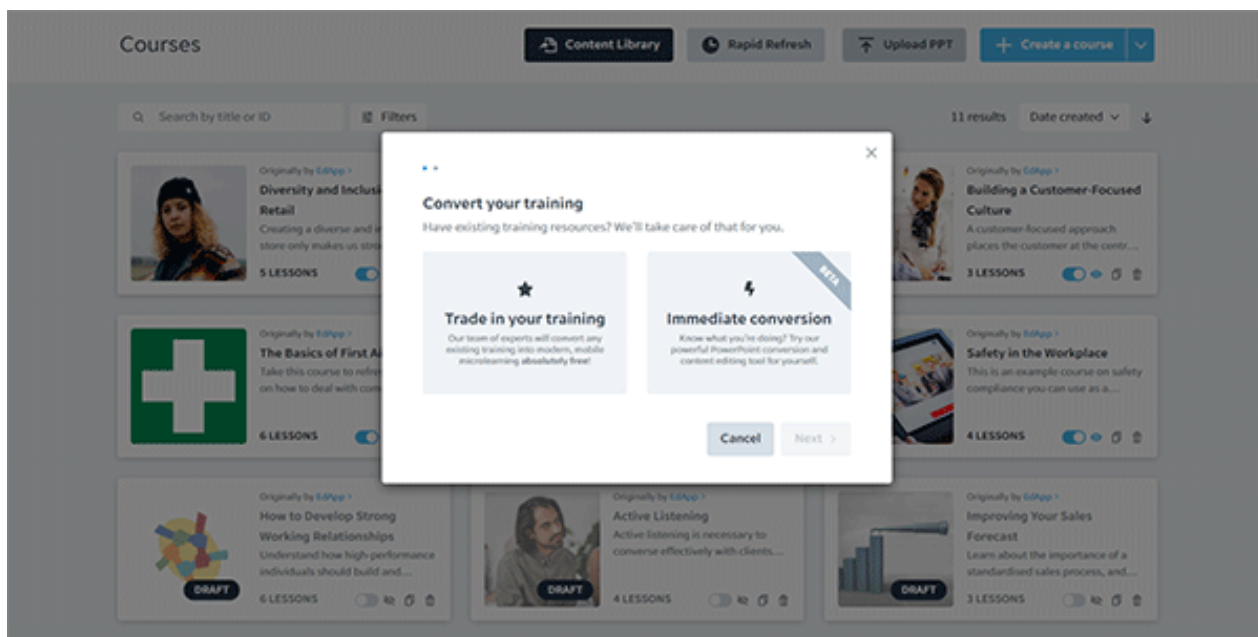 Courses
Content Library
Rapid Refresh
Upload PPT
+ Create a course
Search by title or ID
Filters
11 results
Date created
Originally by EdApp >
Diversity and Inclusi
Retail
Creating a diverse and
store only makes us
5 LESSONS
Originally by EdApp >
Building a Customer-Focused
Culture
A customer-focused approach
places the customer at the centr...
3 LESSONS
Convert your training
Have existing training resources? We'll take care of that for you.
Trade in your training
Our team of experts will convert any
existing training into modern, mobile
microlearning absolutely free!
BETA
Immediate conversion
Know what you're doing? Try our
powerful PowerPoint conversion and
content editing tool for yourself.
Cancel
Next >
Originally by EdApp >
The Basics of First Ai
Take this course to
on how to deal with com
6 LESSONS
Originally by EdApp >
Safety in the Workplace
This is an example course on safety
compliance you can use as a...
4 LESSONS
Originally by EdApp >
How to Develop Strong
Working Relationships
Understand how high-performance
individuals should build and...
DRAFT
6 LESSONS
Originally by EdApp >
Active Listening
Active listening is necessary to
converse effectively with clients...
DRAFT
4 LESSONS
Originally by EdApp >
Improving Your Sales
Forecast
Learn about the importance of a
standardised sales process, and...
DRAFT
3 LESSONS